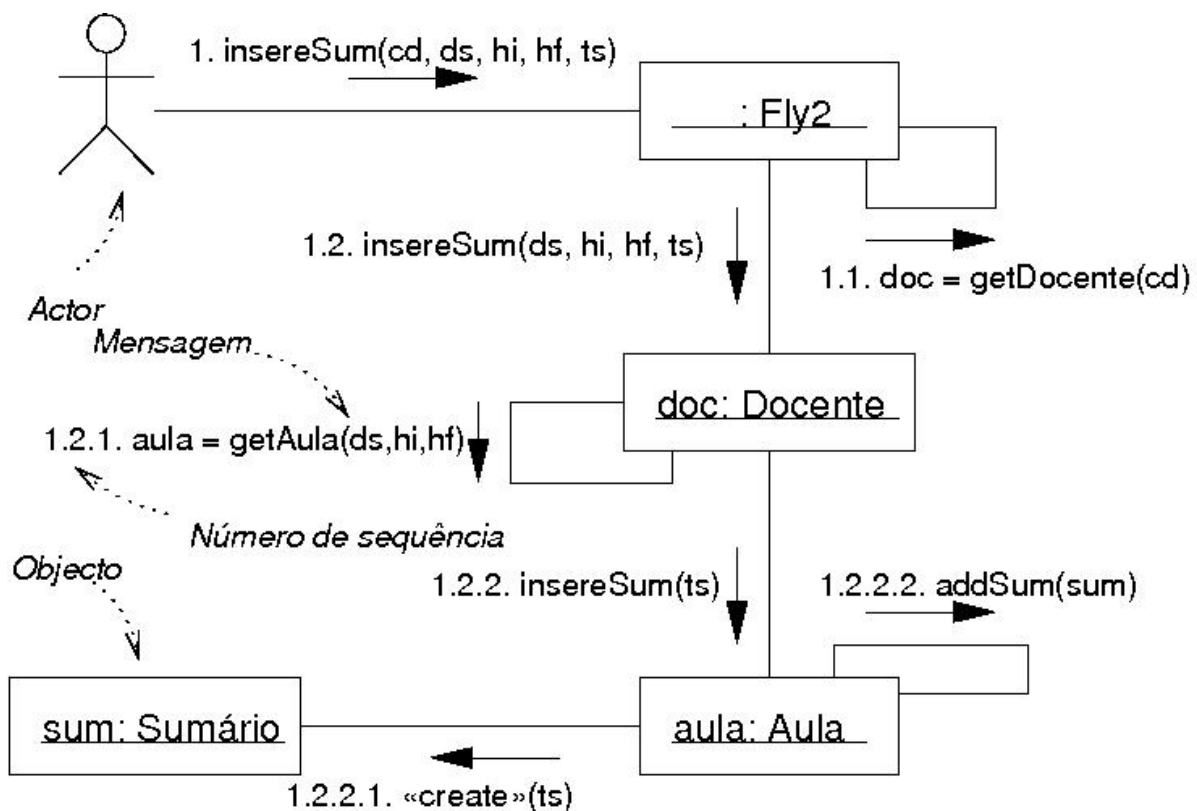 1. insereSum(cd, ds, hi, hf, ts)
: Fly2
1.2. insereSum(ds, hi, hf, ts)
1.1. doc = getDocente(cd)
Actor
Mensagem
doc: Docente
1.2.1. aula = getAula(ds,hi,hf)
Número de sequência
Objecto
1.2.2. insereSum(ts)
1.2.2.2. addSum(sum)
sum: Sumário
aula: Aula
1.2.2.1. «create»(ts)